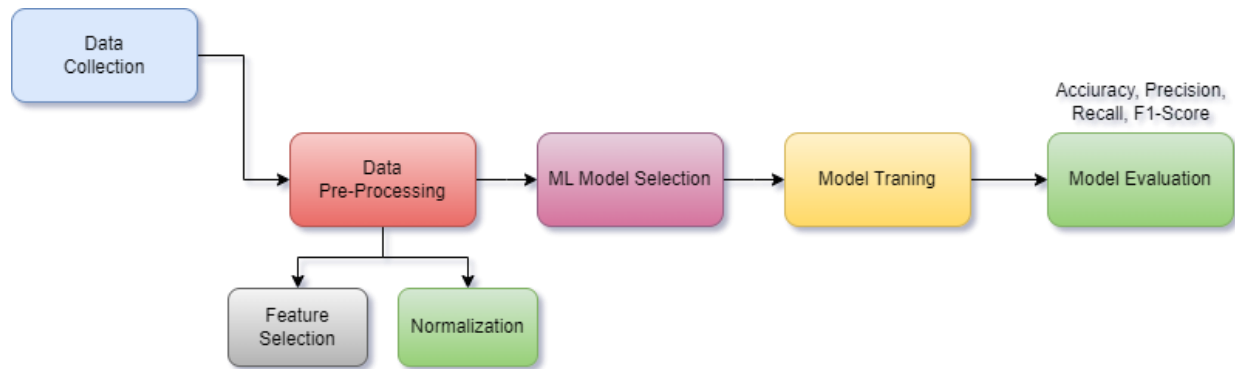 Data
Collection
Acciuracy, Precision,
Recall, F1-Score
Data
Pre-Processing
ML Model Selection
Model Traning
Model Evaluation
Feature
Selection
Normalization